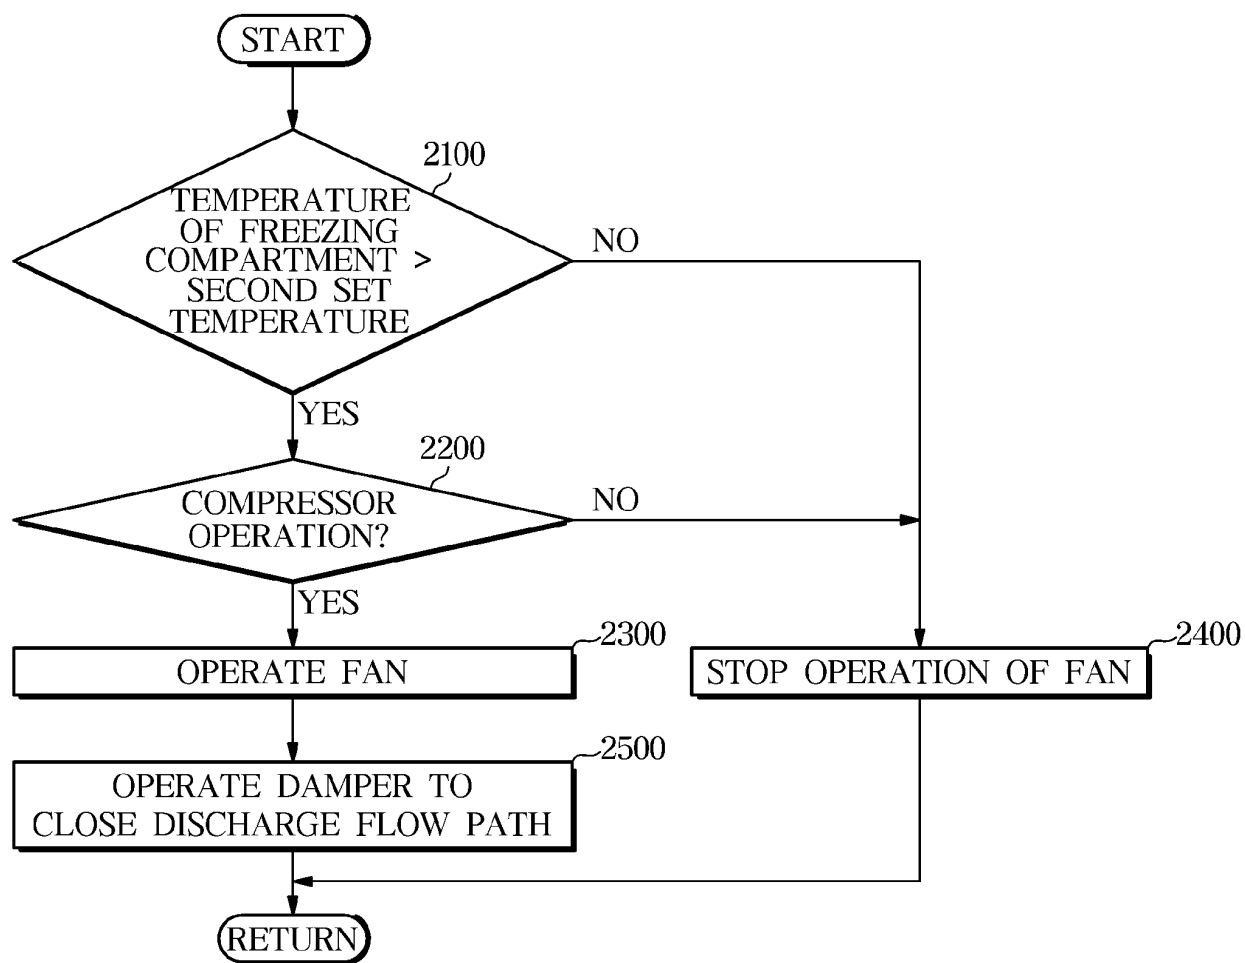 START
2100
TEMPERATURE
OF FREEZING
COMPARTMENT >
SECOND SET
TEMPERATURE
NO
YES
2200
COMPRESSOR
OPERATION?
NO
YES
2300
OPERATE FAN
2400
STOP OPERATION OF FAN
2500
OPERATE DAMPER TO
CLOSE DISCHARGE FLOW PATH
RETURN